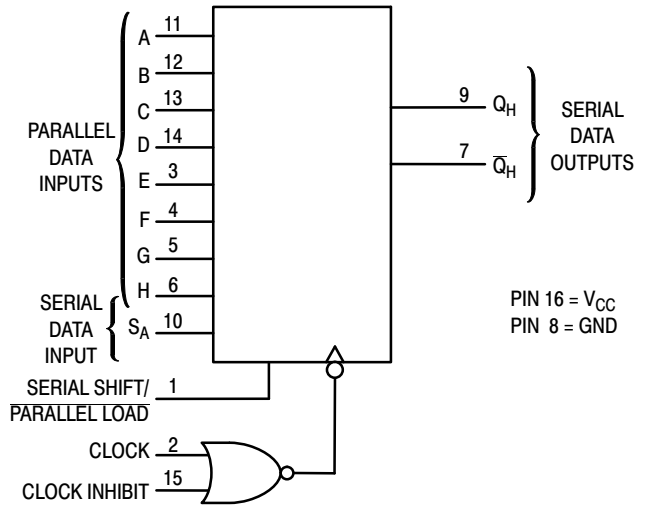 PARALLEL
DATA
INPUTS
A 11
B 12
C 13
D 14
E 3
F 4
G 5
H 6
SERIAL
DATA
INPUT
SA 10
SERIAL SHIFT/
PARALLEL LOAD
1
CLOCK 2
CLOCK INHIBIT 15
9 QH
7 Q̅H
SERIAL
DATA
OUTPUTS
PIN 16 = VCC
PIN 8 = GND